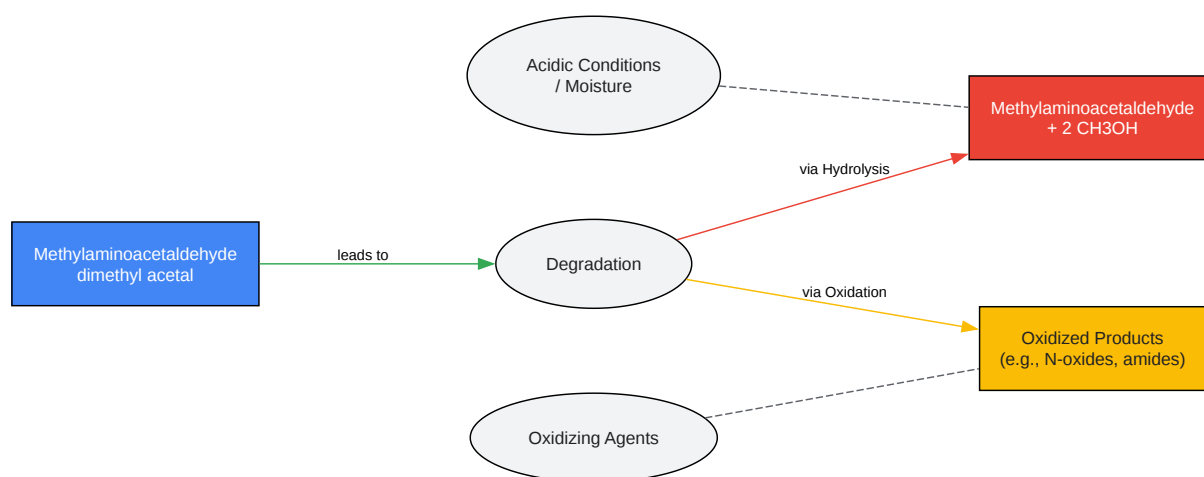 Acidic Conditions
/ Moisture
Methylaminoacetaldehyde
+ 2 CH3OH
via Hydrolysis
Methylaminoacetaldehyde
dimethyl acetal
leads to
Degradation
via Oxidation
Oxidized Products
(e.g., N-oxides, amides)
Oxidizing Agents